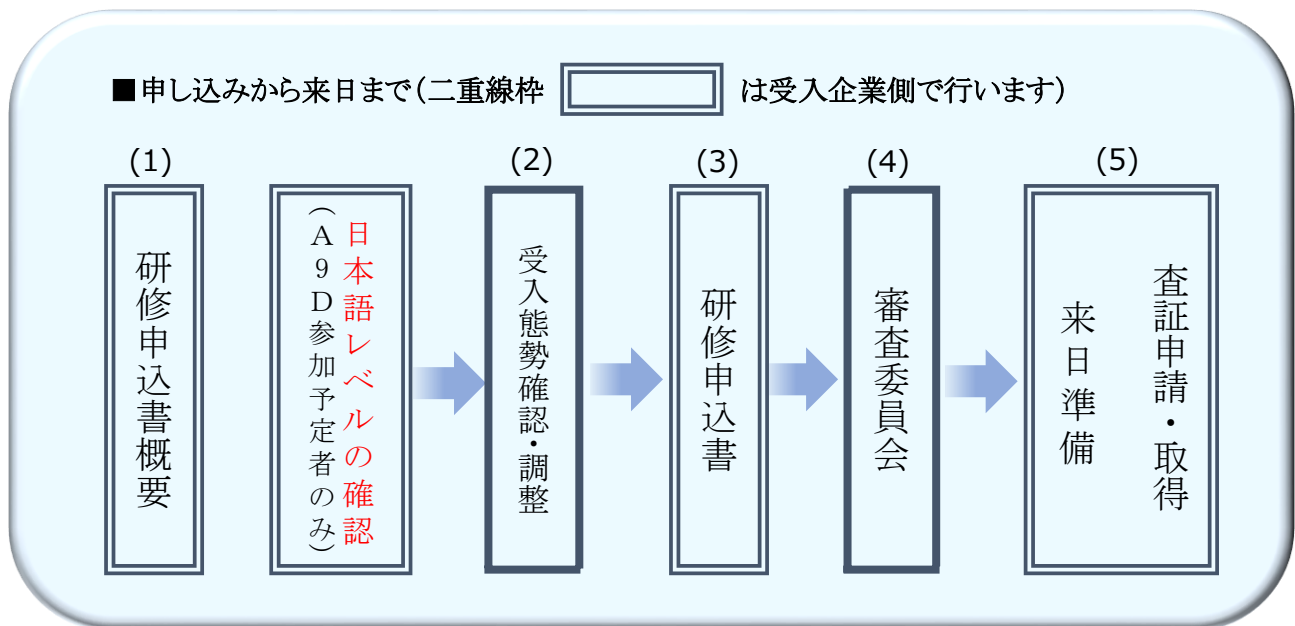 ■申し込みから来日まで(二重線枠　　　は受入企業側で行います)
(1)
研修申込書概要
日本語レベルの確認
(A9D参加予定者のみ)
(2)
受入態勢確認・調整
(3)
研修申込書
(4)
審査委員会
(5)
査証申請・取得
来日準備